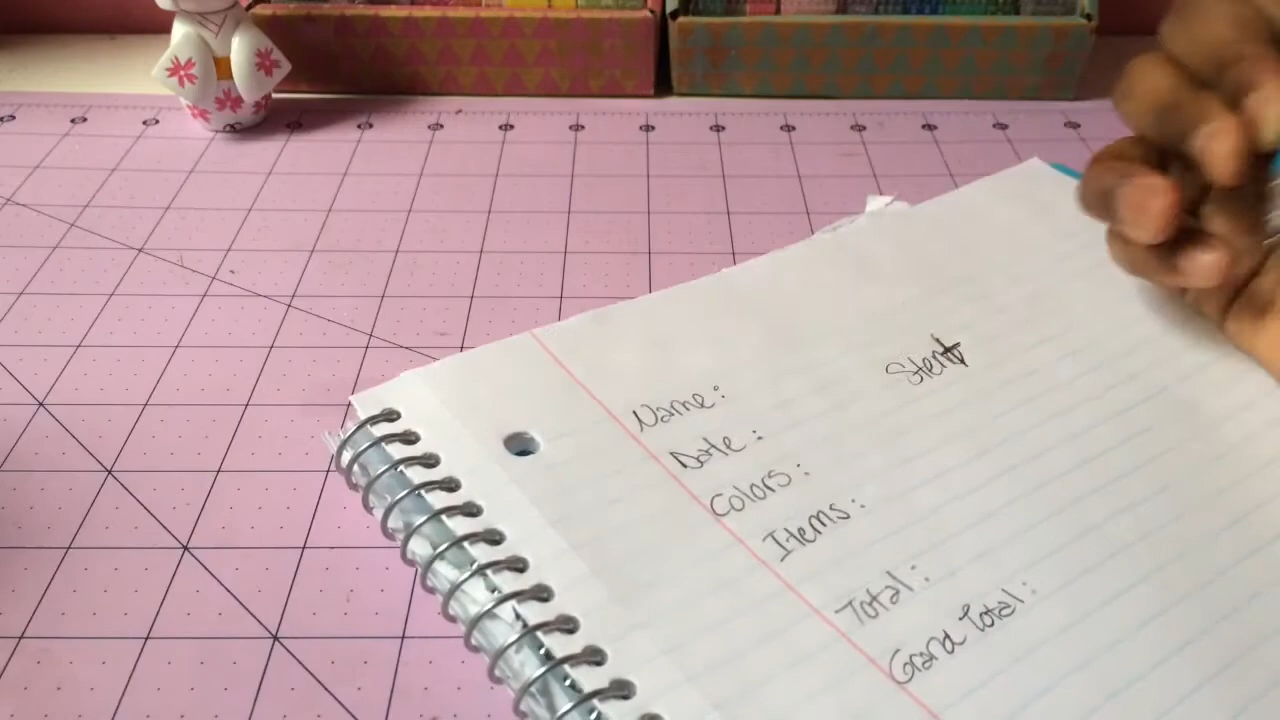 Name:
Date:
Colors:
Items:
Total:
Grand Total: